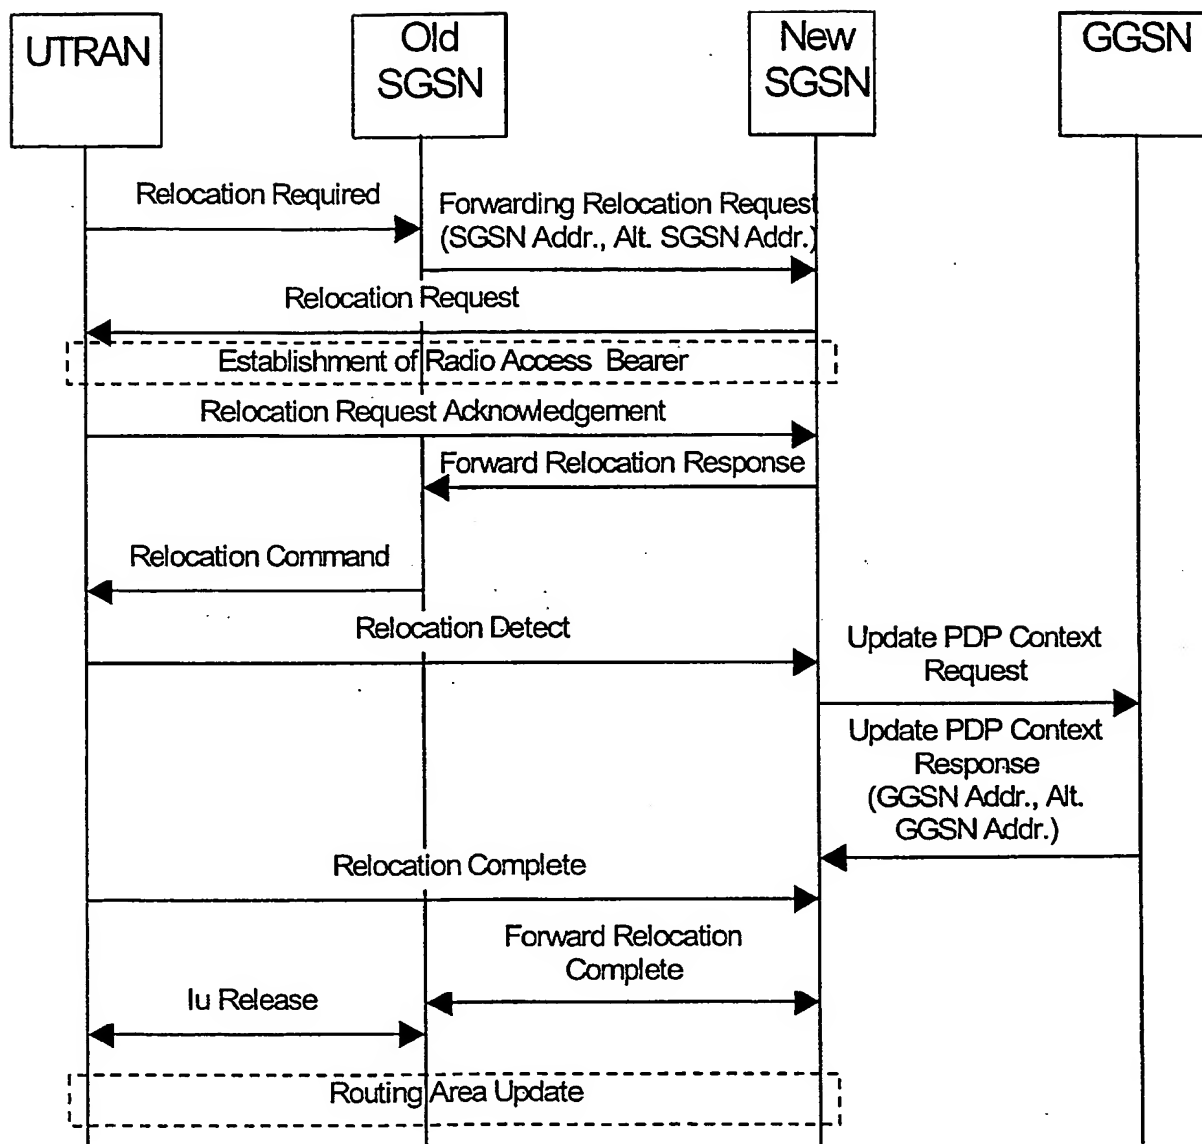 UTRAN
Old
SGSN
New
SGSN
GGSN
Relocation Required
Forwarding Relocation Request
(SGSN Addr., Alt. SGSN Addr.)
Relocation Request
Establishment of Radio Access Bearer
Relocation Request Acknowledgement
Forward Relocation Response
Relocation Command
Relocation Detect
Update PDP Context
Request
Update PDP Context
Response
(GGSN Addr., Alt.
GGSN Addr.)
Relocation Complete
Forward Relocation
Complete
Iu Release
Routing Area Update